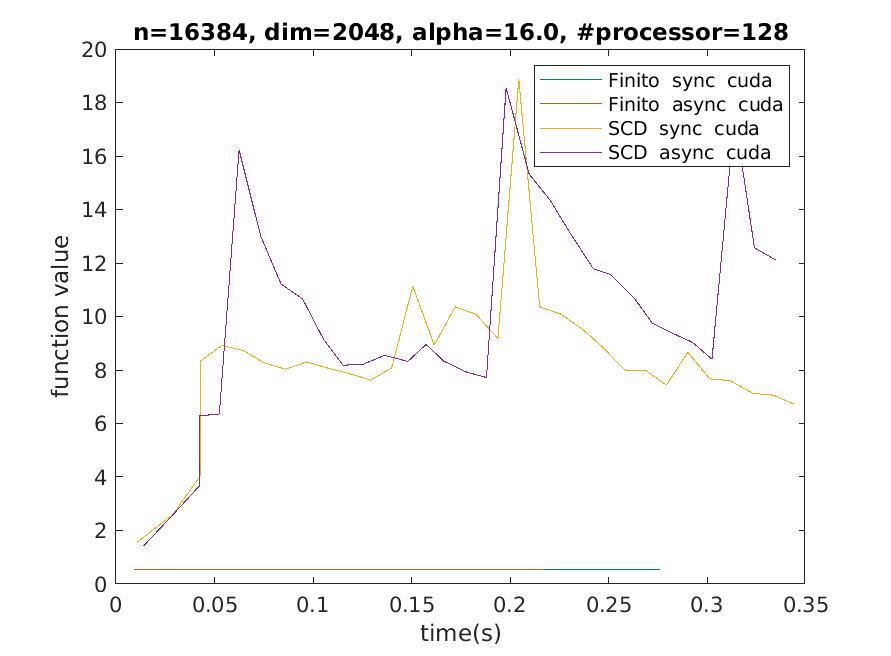 n=16384, dim=2048, alpha=16.0, #processor=128
Finito sync cuda
Finito async cuda
SCD sync cuda
SCD async cuda
function value
20
18
16
14
12
10
8
6
4
2
0
0 0.05 0.1 0.15 0.2 0.25 0.3 0.35
time(s)